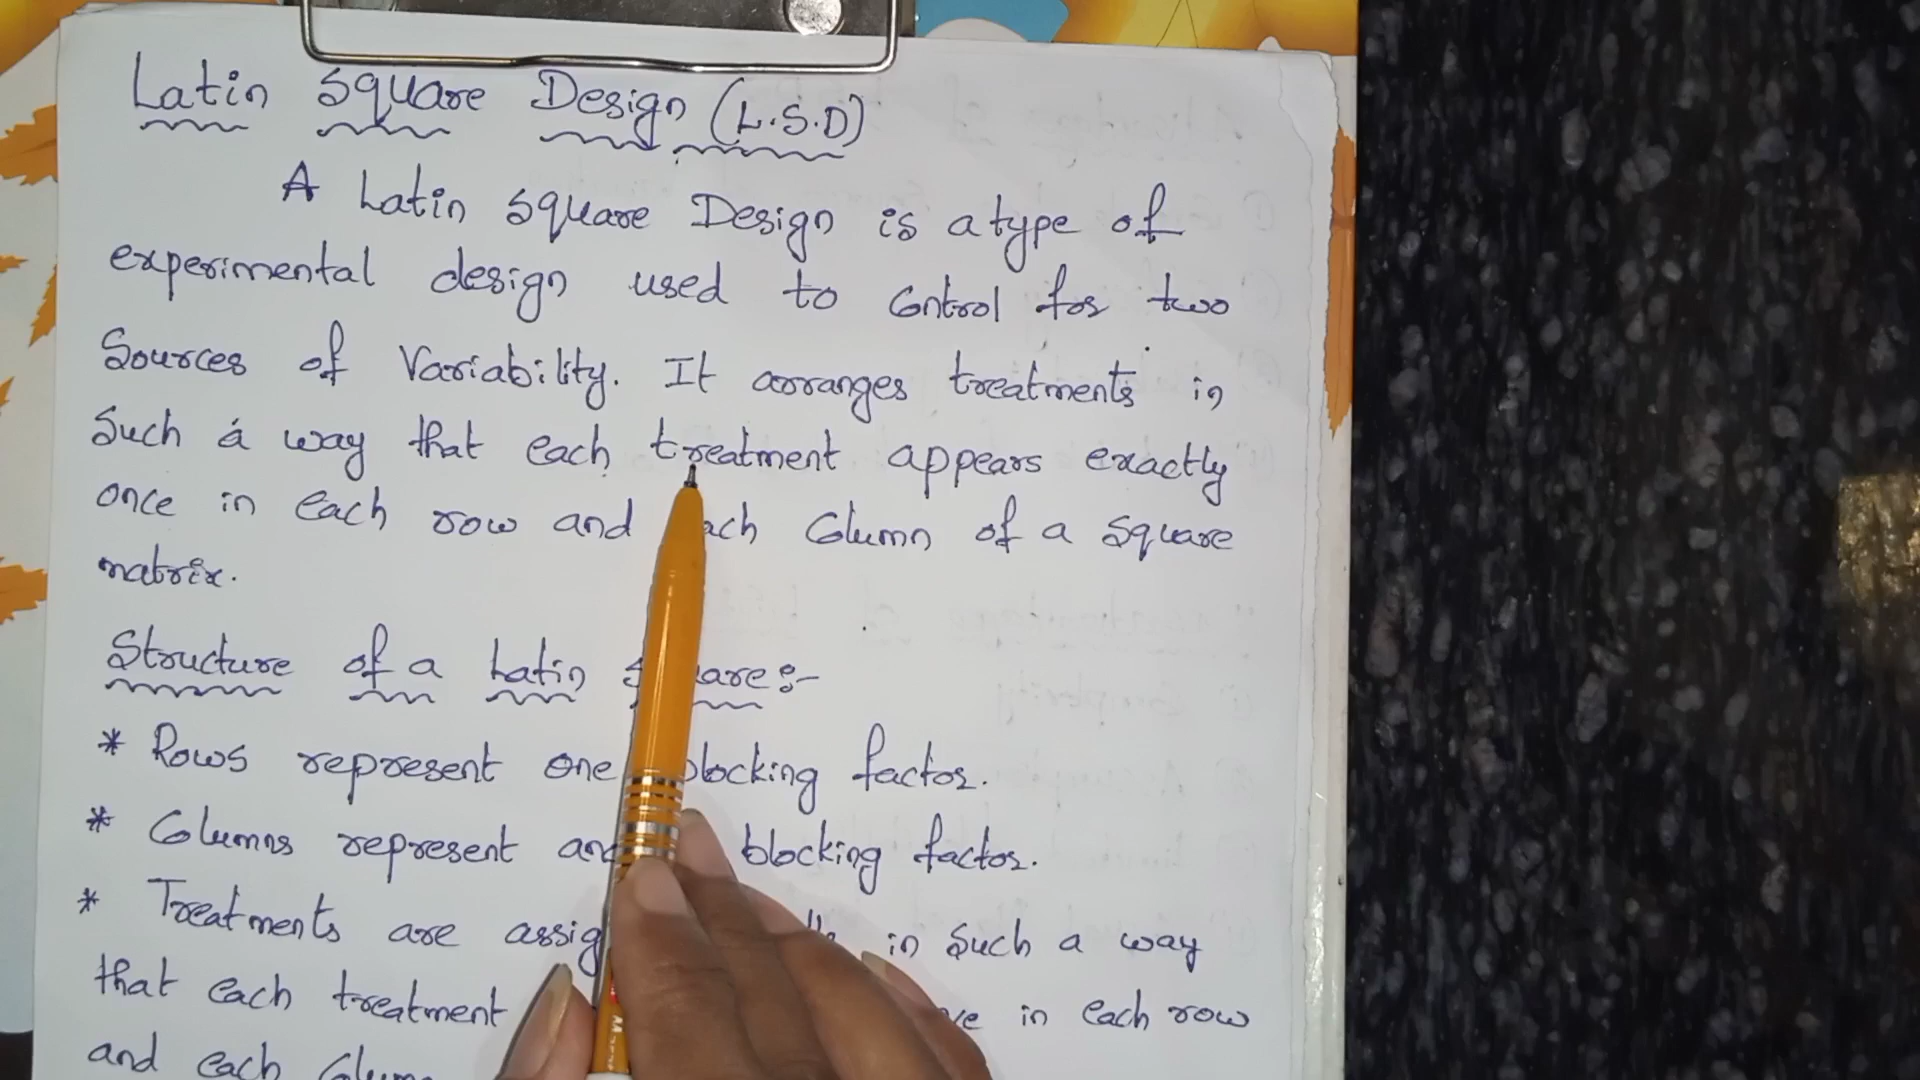 Latin Square Design (L.S.D)
A Latin Square Design is a type of
experimental design used to control for two
Sources of Variability. It arranges treatments in
Such a way that each treatment appears exactly
once in each row and ach Column of a square
matrix.
Structure of a Latin are:-
* Rows represent one blocking factor.
* Columns represent blocking factor.
* Treatments are in such a way
that each treatment in each row
and each